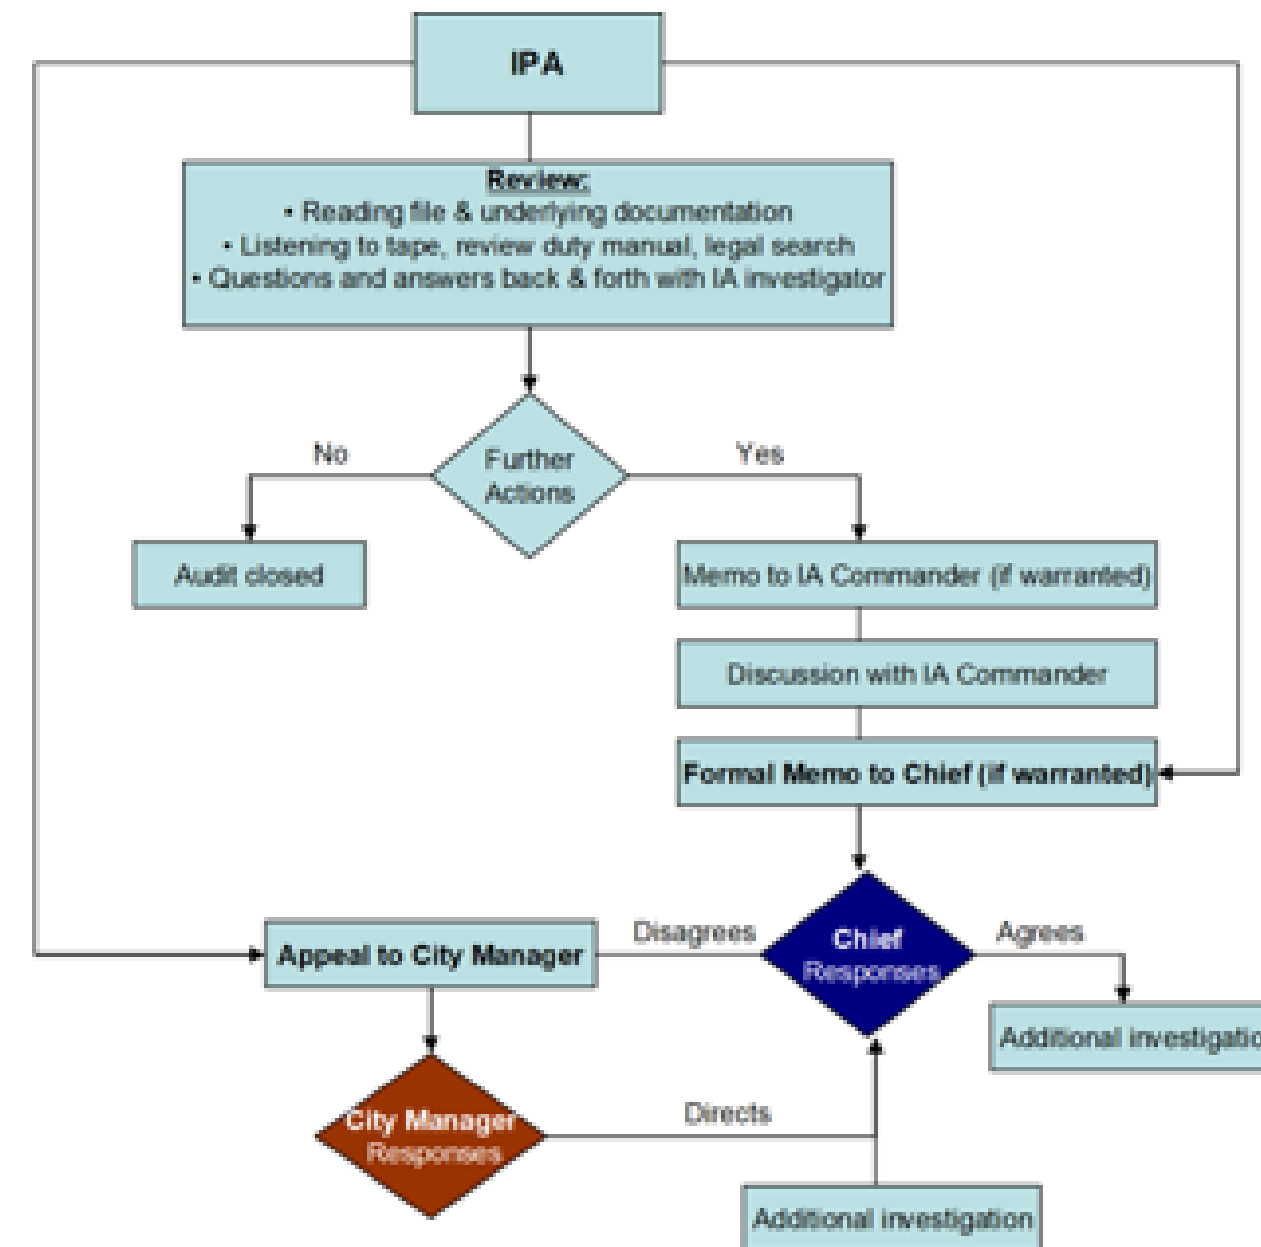 IPA
Review:
• Reading file & underlying documentation
• Listening to tape, review duty manual, legal search
• Questions and answers back & forth with IA investigator
Further
Actions
No
Yes
Audit closed
Memo to IA Commander (if warranted)
Discussion with IA Commander
Formal Memo to Chief (if warranted)
Chief
Responses
Disagrees
Agrees
Appeal to City Manager
Additional investigatio
City Manager
Responses
Directs
Additional investigation